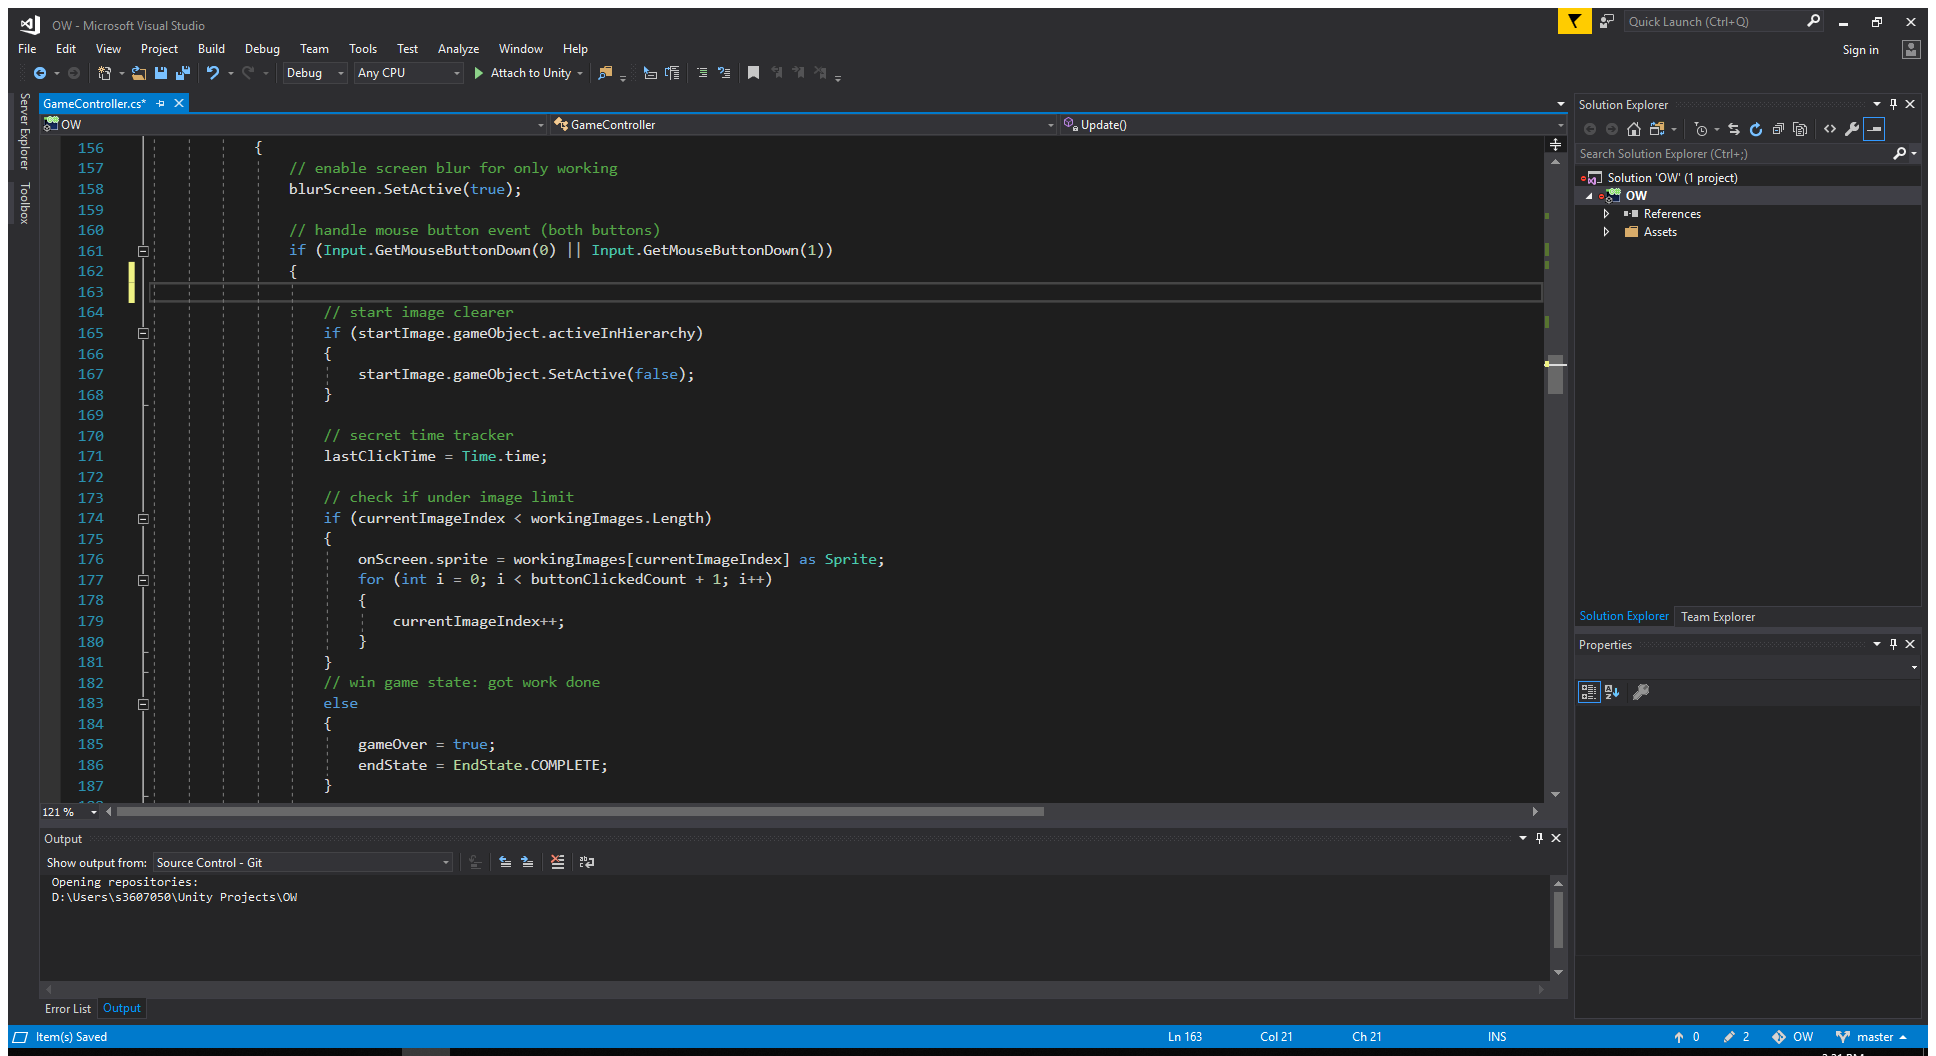 OW - Microsoft Visual Studio
Quick Launch (Ctrl+Q)
File Edit View Project Build Debug Team Tools Test Analyze Window Help
Sign in
Debug Any CPU Attach to Unity
Server Explorer
Toolbox
GameController.cs*
OW GameController Update()
156 {
157 // enable screen blur for only working
158 blurScreen.SetActive(true);
159
160 // handle mouse button event (both buttons)
161 if (Input.GetMouseButtonDown(0) || Input.GetMouseButtonDown(1))
162 {
163
164 // start image clearer
165 if (startImage.gameObject.activeInHierarchy)
166 {
167 startImage.gameObject.SetActive(false);
168 }
169
170 // secret time tracker
171 lastClickTime = Time.time;
172
173 // check if under image limit
174 if (currentImageIndex < workingImages.Length)
175 {
176 onScreen.sprite = workingImages[currentImageIndex] as Sprite;
177 for (int i = 0; i < buttonClickedCount + 1; i++)
178 {
179 currentImageIndex++;
180 }
181 }
182 // win game state: got work done
183 else
184 {
185 gameOver = true;
186 endState = EndState.COMPLETE;
187 }
121 %
Output
Show output from: Source Control - Git
Opening repositories:
D:\Users\s3607050\Unity Projects\OW
Error List Output
Solution Explorer
Search Solution Explorer (Ctrl+;)
Solution 'OW' (1 project)
OW
References
Assets
Solution Explorer Team Explorer
Properties
Item(s) Saved Ln 163 Col 21 Ch 21 INS 0 2 OW master